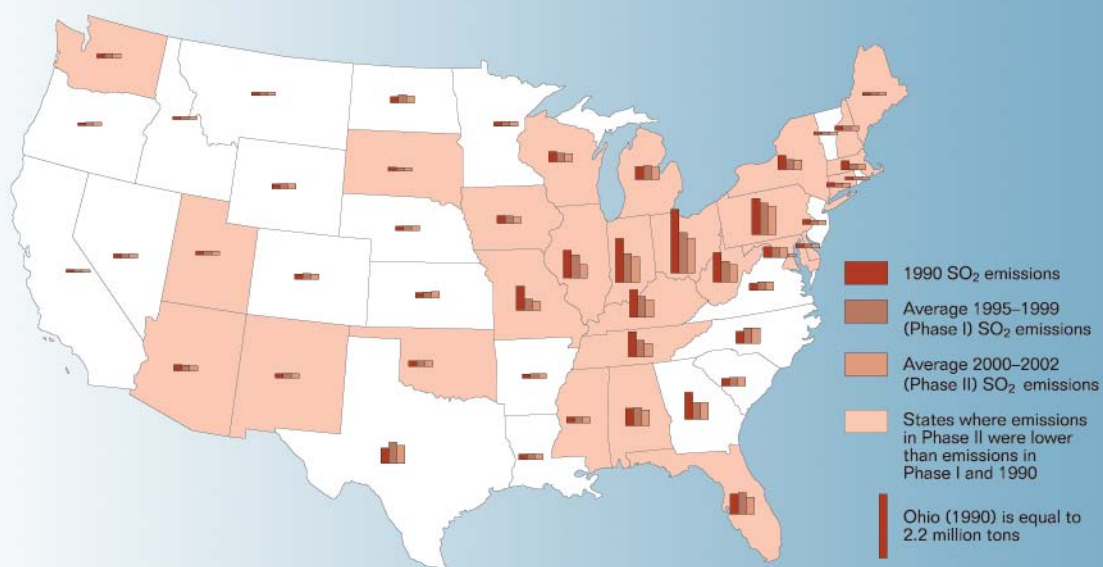 1990 SO₂ emissions
Average 1995–1999
(Phase I) SO₂ emissions
Average 2000–2002
(Phase II) SO₂ emissions
States where emissions
in Phase II were lower
than emissions in
Phase I and 1990
Ohio (1990) is equal to
2.2 million tons